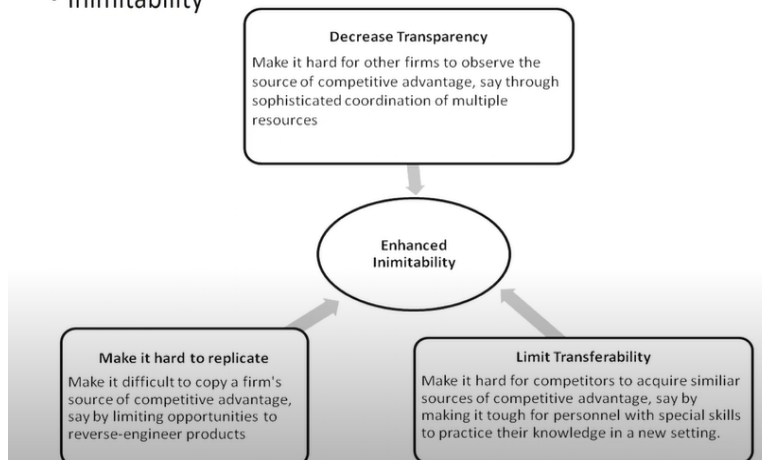 • Inimitability
Decrease Transparency
Make it hard for other firms to observe the
source of competitive advantage, say through
sophisticated coordination of multiple
resources
Enhanced
Inimitability
Make it hard to replicate
Make it difficult to copy a firm's
source of competitive advantage,
say by limiting opportunities to
reverse-engineer products
Limit Transferability
Make it hard for competitors to acquire similiar
sources of competitive advantage, say by
making it tough for personnel with special skills
to practice their knowledge in a new setting.